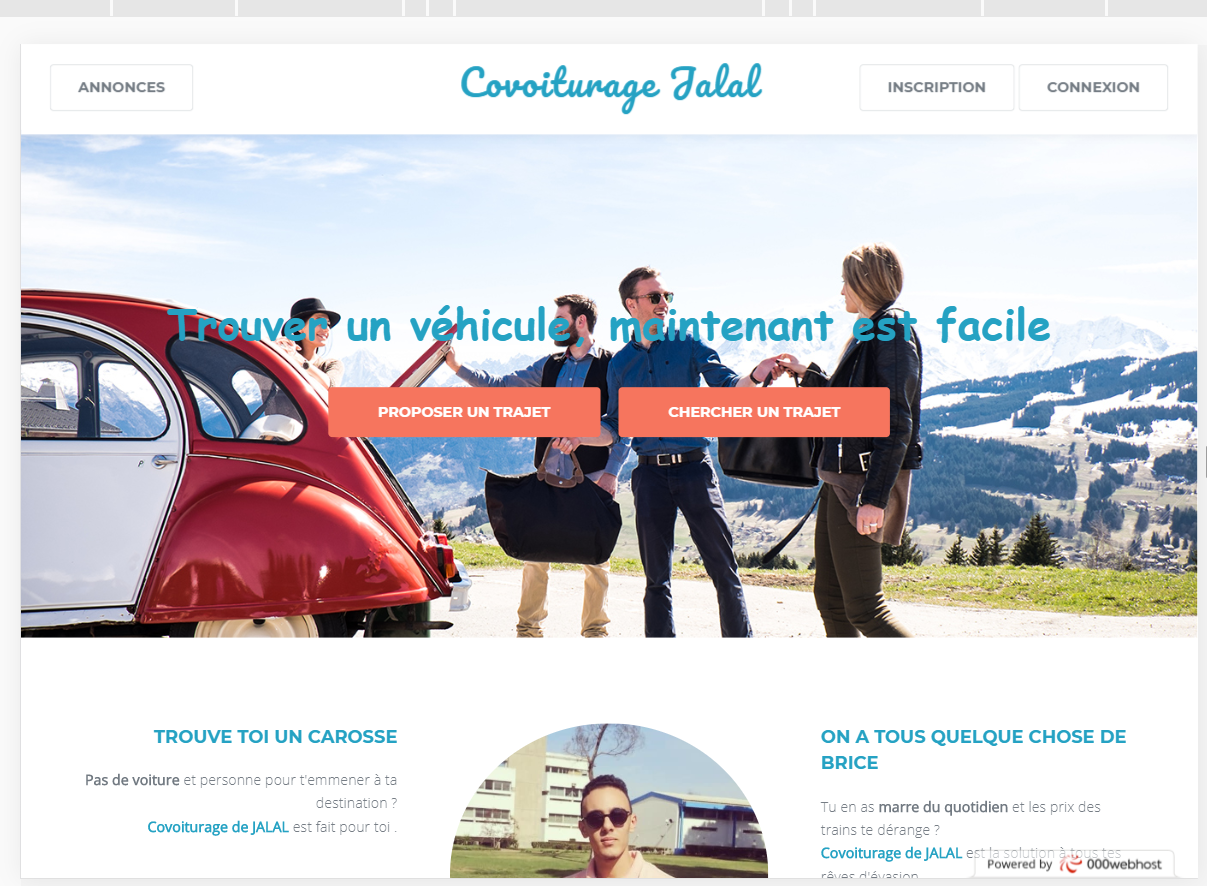 ANNONCES
Covoiturage Jalal
INSCRIPTION
CONNEXION
Trouver un véhicule, maintenant est facile
PROPOSER UN TRAJET
CHERCHER UN TRAJET
TROUVE TOI UN CAROSSE
Pas de voiture et personne pour t'emmener à ta
destination ?
Covoiturage de JALAL est fait pour toi .
ON A TOUS QUELQUE CHOSE DE
BRICE
Tu en as marre du quotidien et les prix des
trains te dérange ?
Covoiturage de JALAL est la solution à tous tes
rêves d'évasion
Powered by 000webhost